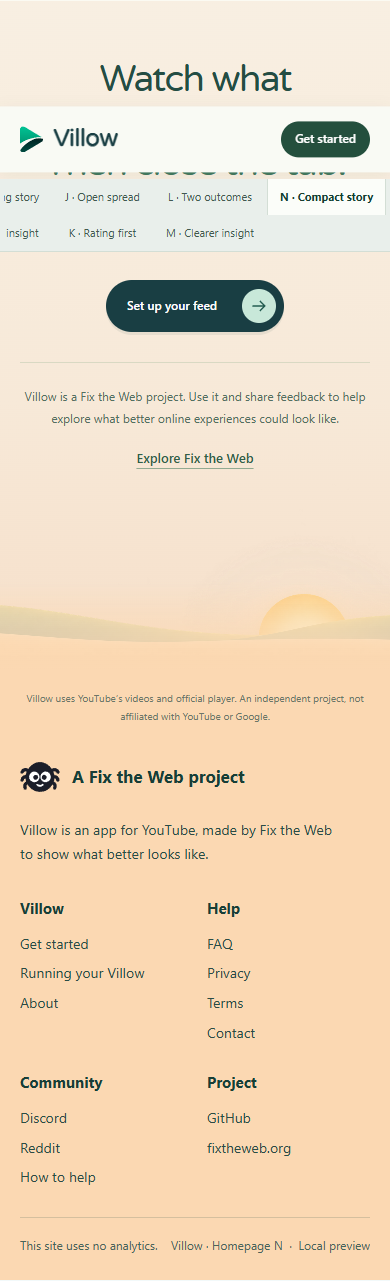 Watch what
Villow
Get started
then close the tab.
story
J · Open spread
L · Two outcomes
N · Compact story
insight
K · Rating first
M · Clearer insight
Set up your feed
Villow is a Fix the Web project. Use it and share feedback to help
explore what better online experiences could look like.
Explore Fix the Web
Villow uses YouTube's videos and official player. An independent project, not
affiliated with YouTube or Google.
A Fix the Web project
Villow is an app for YouTube, made by Fix the Web
to show what better looks like.
Villow
Get started
Running your Villow
About
Help
FAQ
Privacy
Terms
Contact
Community
Discord
Reddit
How to help
Project
GitHub
fixtheweb.org
This site uses no analytics.
Villow · Homepage N · Local preview